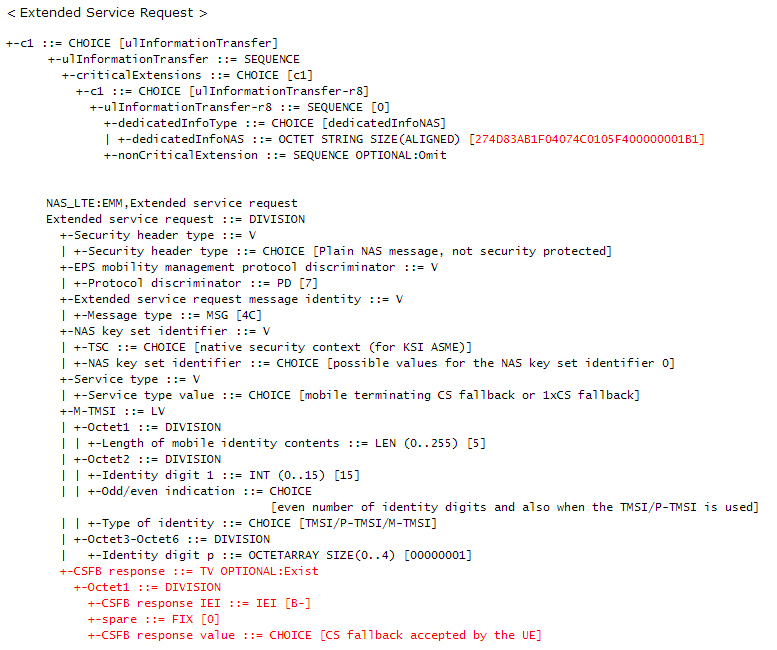 < Extended Service Request >
+-c1 ::= CHOICE [ulInformationTransfer]
+-ulInformationTransfer ::= SEQUENCE
+-criticalExtensions ::= CHOICE [c1]
+-c1 ::= CHOICE [ulInformationTransfer-r8]
+-ulInformationTransfer-r8 ::= SEQUENCE [0]
+-dedicatedInfoType ::= CHOICE [dedicatedInfoNAS]
| +-dedicatedInfoNAS ::= OCTET STRING SIZE(ALIGNED) [274D83AB1F04074C0105F400000001B1]
+-nonCriticalExtension ::= SEQUENCE OPTIONAL:Omit
NAS_LTE:EMM,Extended service request
Extended service request ::= DIVISION
+-Security header type ::= V
| +-Security header type ::= CHOICE [Plain NAS message, not security protected]
+-EPS mobility management protocol discriminator ::= V
| +-Protocol discriminator ::= PD [7]
+-Extended service request message identity ::= V
| +-Message type ::= MSG [4C]
+-NAS key set identifier ::= V
| +-TSC ::= CHOICE [native security context (for KSI ASME)]
| +-NAS key set identifier ::= CHOICE [possible values for the NAS key set identifier 0]
+-Service type ::= V
| +-Service type value ::= CHOICE [mobile terminating CS fallback or 1xCS fallback]
+-M-TMSI ::= LV
| +-Octet1 ::= DIVISION
| | +-Length of mobile identity contents ::= LEN (0..255) [5]
| +-Octet2 ::= DIVISION
| | +-Identity digit 1 ::= INT (0..15) [15]
| | +-Odd/even indication ::= CHOICE
[even number of identity digits and also when the TMSI/P-TMSI is used]
| | +-Type of identity ::= CHOICE [TMSI/P-TMSI/M-TMSI]
| +-Octet3-Octet6 ::= DIVISION
|   +-Identity digit p ::= OCTETARRAY SIZE(0..4) [00000001]
+-CSFB response ::= TV OPTIONAL:Exist
+-Octet1 ::= DIVISION
+-CSFB response IEI ::= IEI [B-]
+-spare ::= FIX [0]
+-CSFB response value ::= CHOICE [CS fallback accepted by the UE]